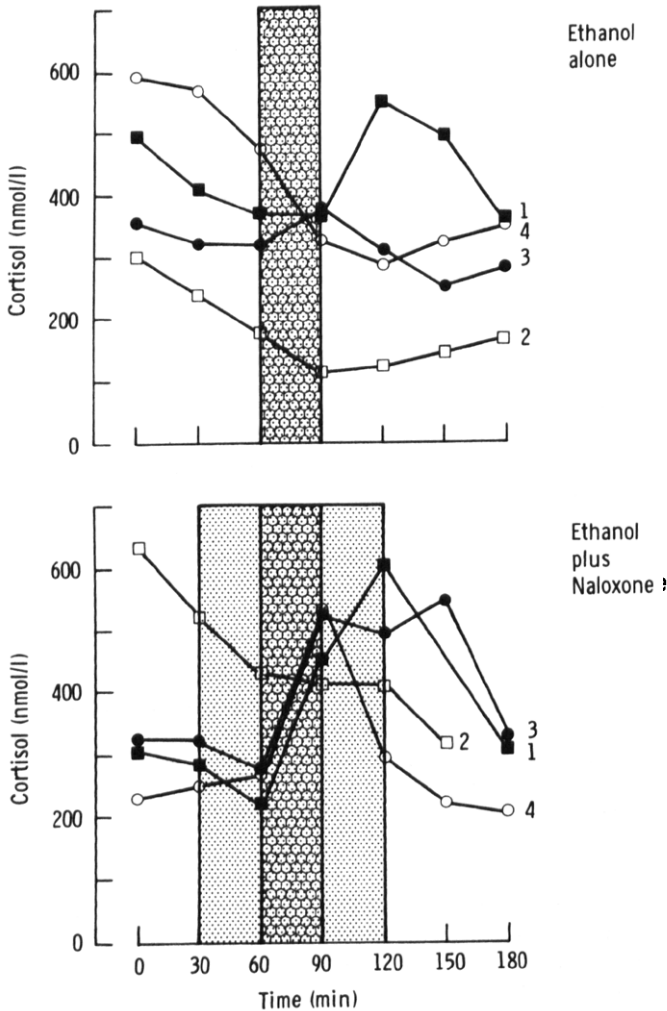 Ethanol
alone
600
400
200
0
Cortisol (nmol/l)
1
4
3
2
Ethanol
plus
Naloxone
600
400
200
0
Cortisol (nmol/l)
2
3
1
4
0 30 60 90 120 150 180
Time (min)